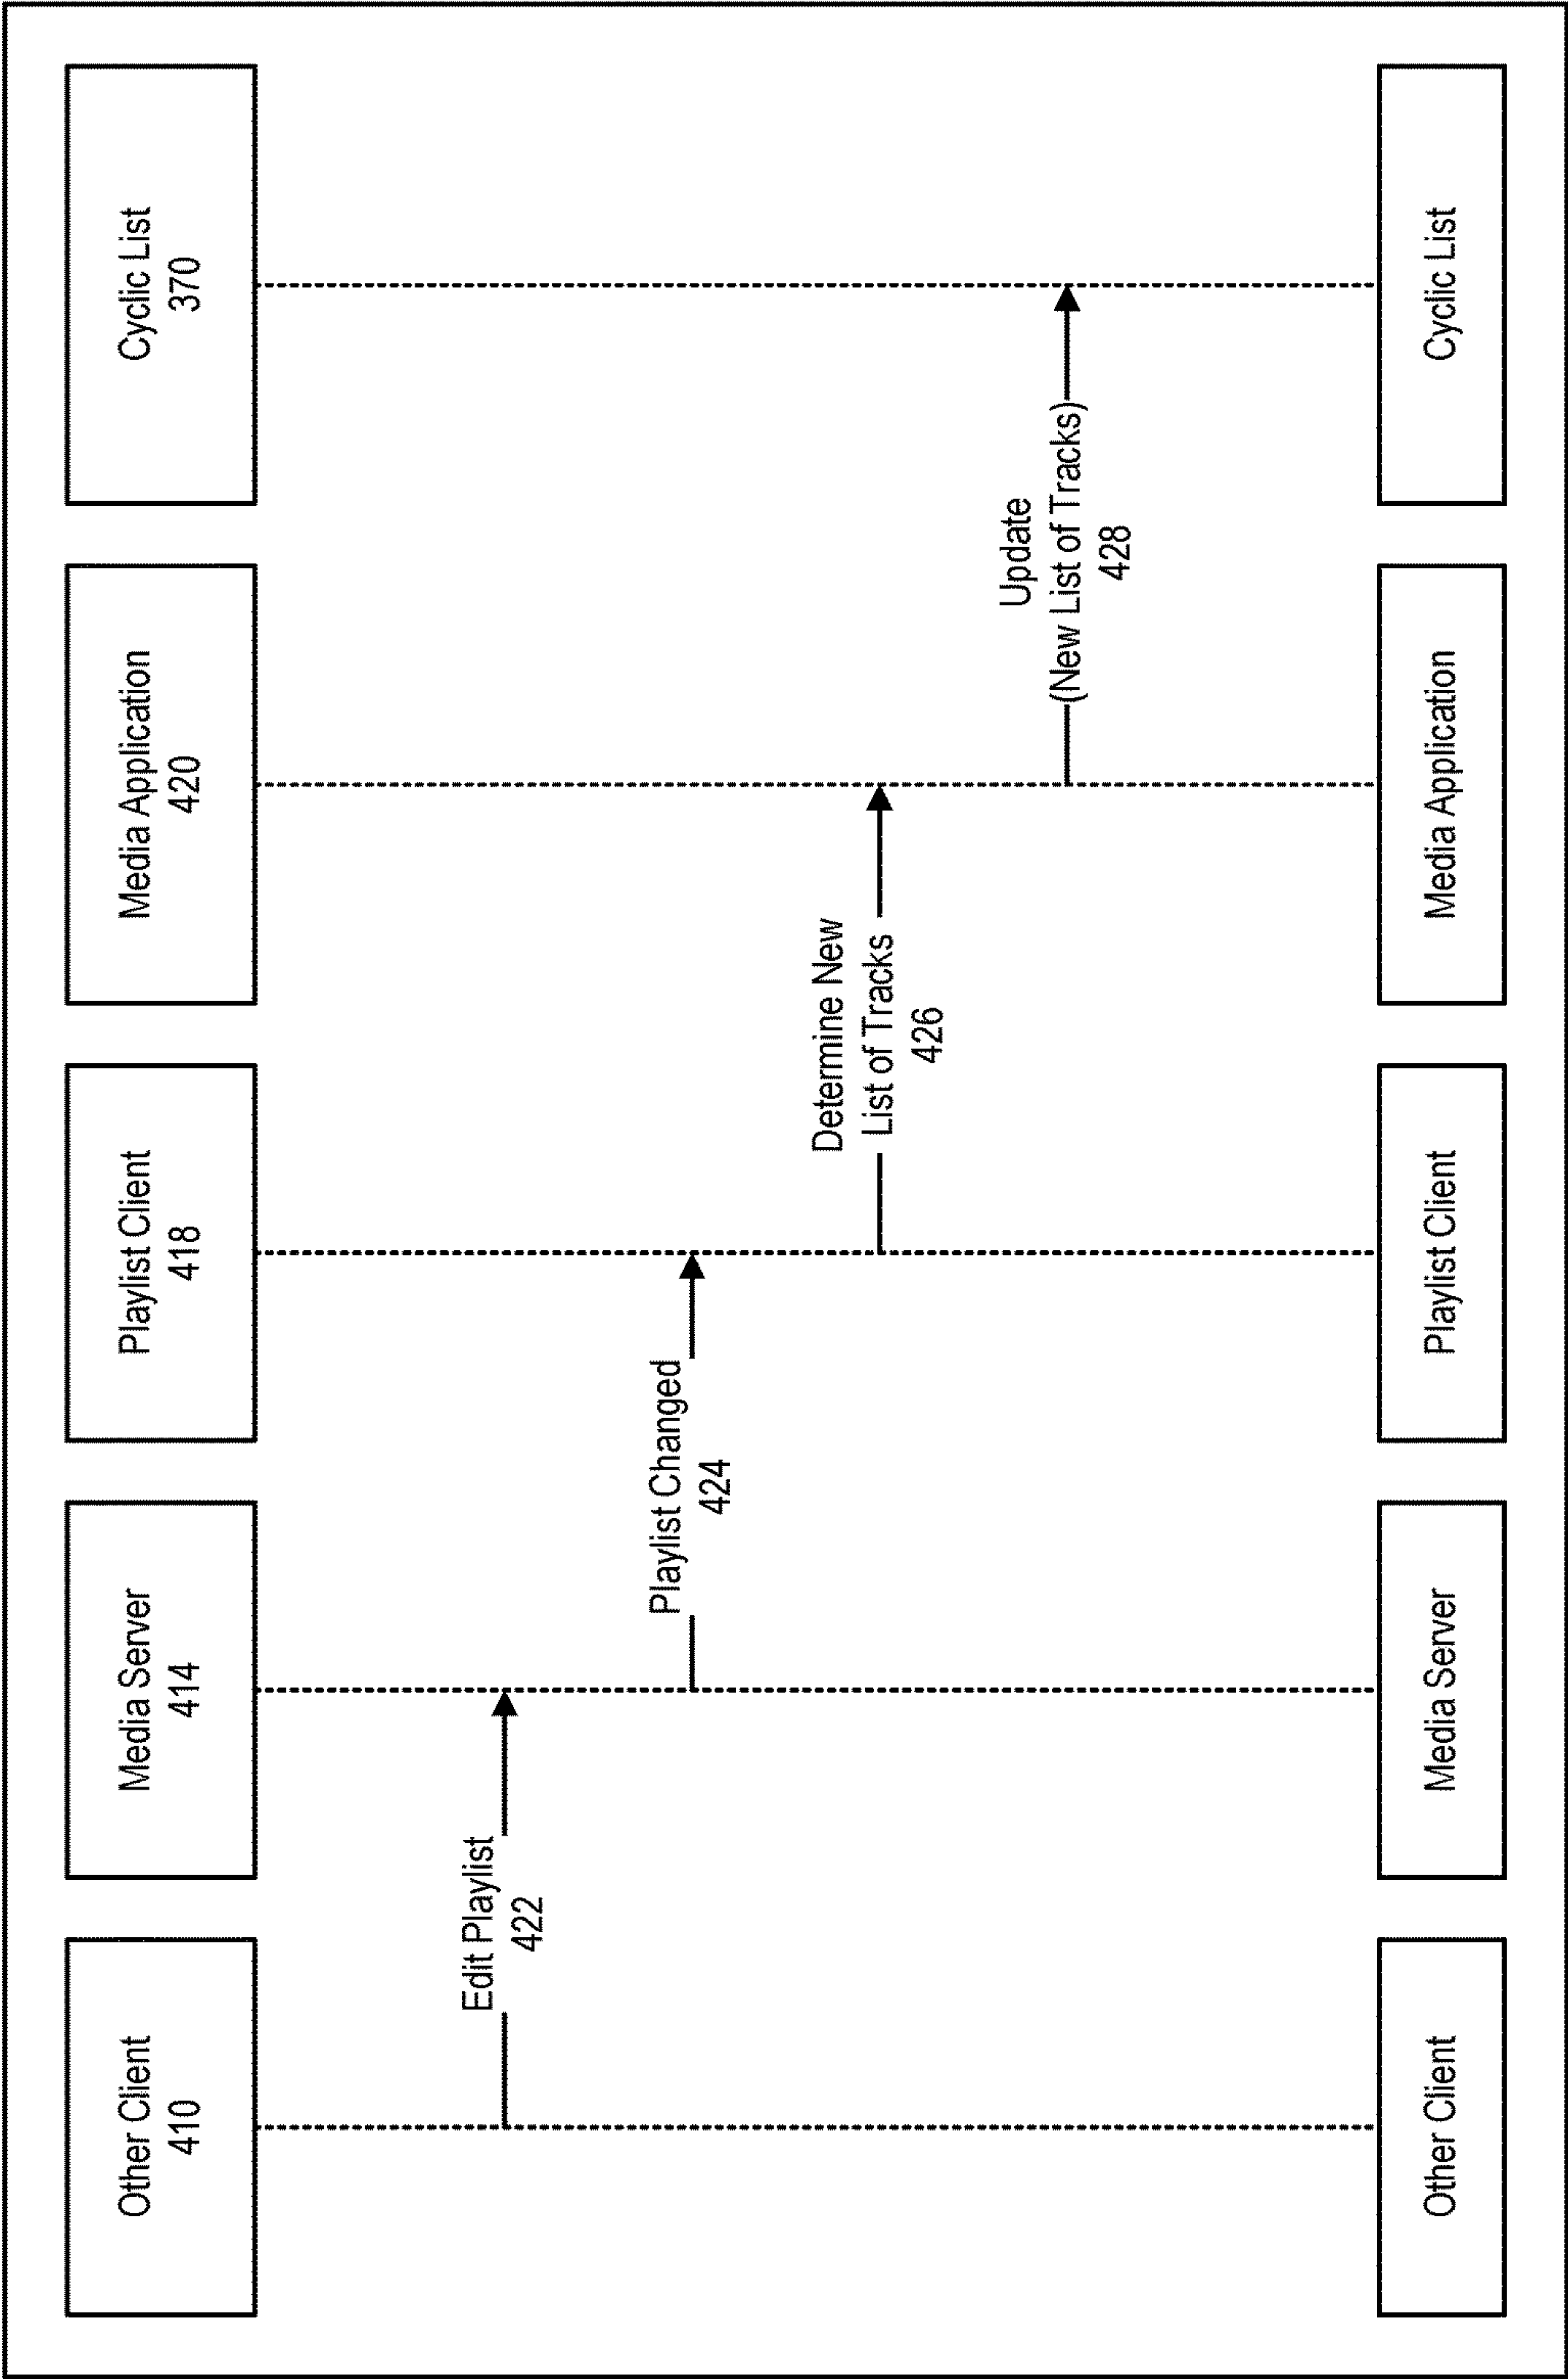 Other Client
410
Media Server
414
Playlist Client
418
Media Application
420
Cyclic List
370
Edit Playlist
422
Playlist Changed
424
Determine New
List of Tracks
426
Update
(New List of Tracks)
428
Other Client
Media Server
Playlist Client
Media Application
Cyclic List